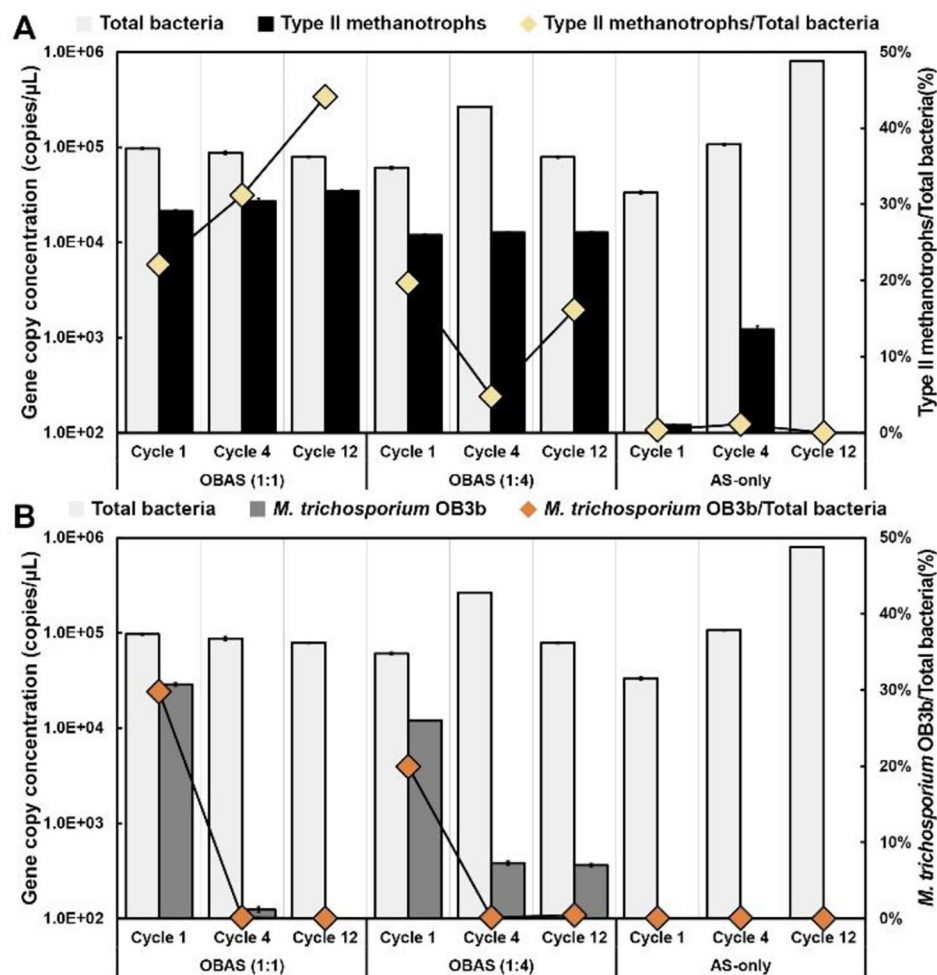 A
Total bacteria Type II methanotrophs Type II methanotrophs/Total bacteria
Gene copy concentration (copies/µL)
1.0E+06
1.0E+05
1.0E+04
1.0E+03
1.0E+02
50%
40%
30%
20%
10%
0%
Type II methanotrophs/Total bacteria(%)
Cycle 1 Cycle 4 Cycle 12 Cycle 1 Cycle 4 Cycle 12 Cycle 1 Cycle 4 Cycle 12
OBAS (1:1) OBAS (1:4) AS-only
B
Total bacteria M. trichosporium OB3b M. trichosporium OB3b/Total bacteria
Gene copy concentration (copies/µL)
1.0E+06
1.0E+05
1.0E+04
1.0E+03
1.0E+02
50%
40%
30%
20%
10%
0%
M. trichosporium OB3b/Total bacteria(%)
Cycle 1 Cycle 4 Cycle 12 Cycle 1 Cycle 4 Cycle 12 Cycle 1 Cycle 4 Cycle 12
OBAS (1:1) OBAS (1:4) AS-only